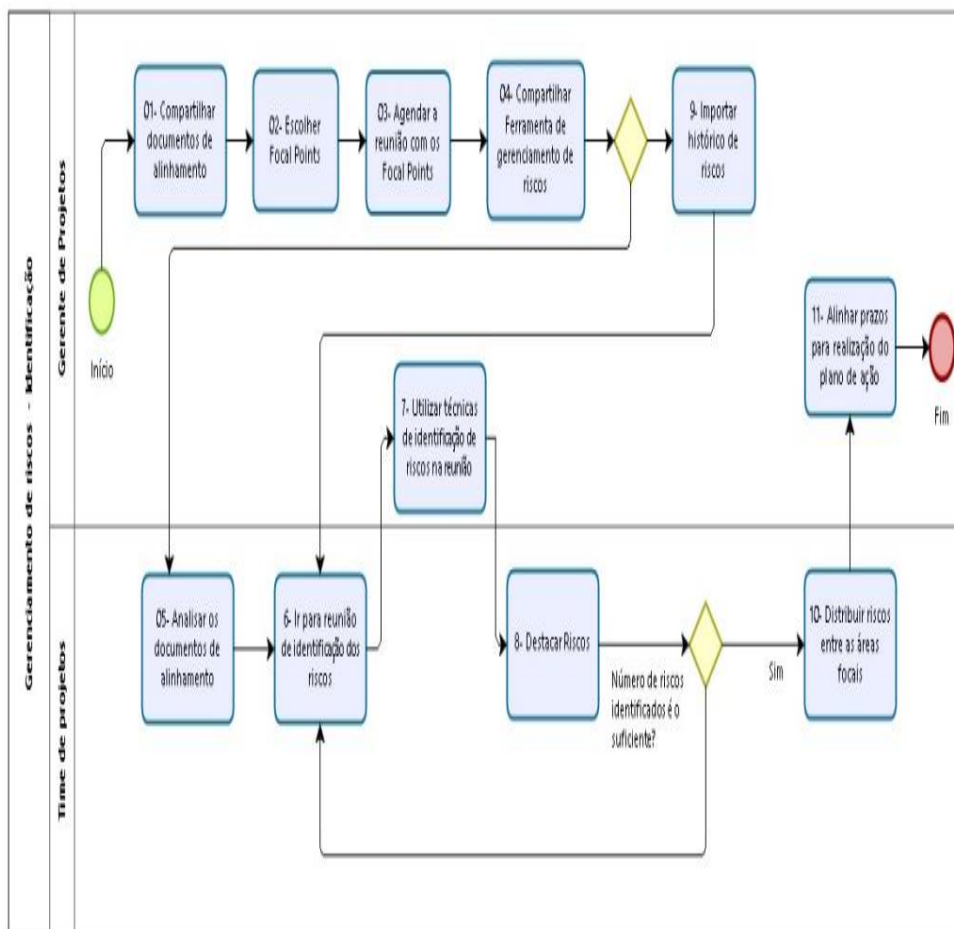 Gerenciamento de riscos - Identificação
Gerente de Projetos
Início
01- Compartilhar
documentos de
alinhamento
02- Escolher
Focal Points
03- Agendar a
reunião com os
Focal Points
04- Compartilhar
Ferramenta de
gerenciamento de
riscos
9- Importar
histórico de
riscos
7- Utilizar técnicas
de identificação de
riscos na reunião
11- Alinhar prazos
para realização do
plano de ação
Fim
Time de projetos
05- Analisar os
documentos de
alinhamento
6- Ir para reunião
de identificação dos
riscos
8- Destacar Riscos
Número de riscos
identificados é o
suficiente?
Sim
10- Distribuir riscos
entre as áreas
focais